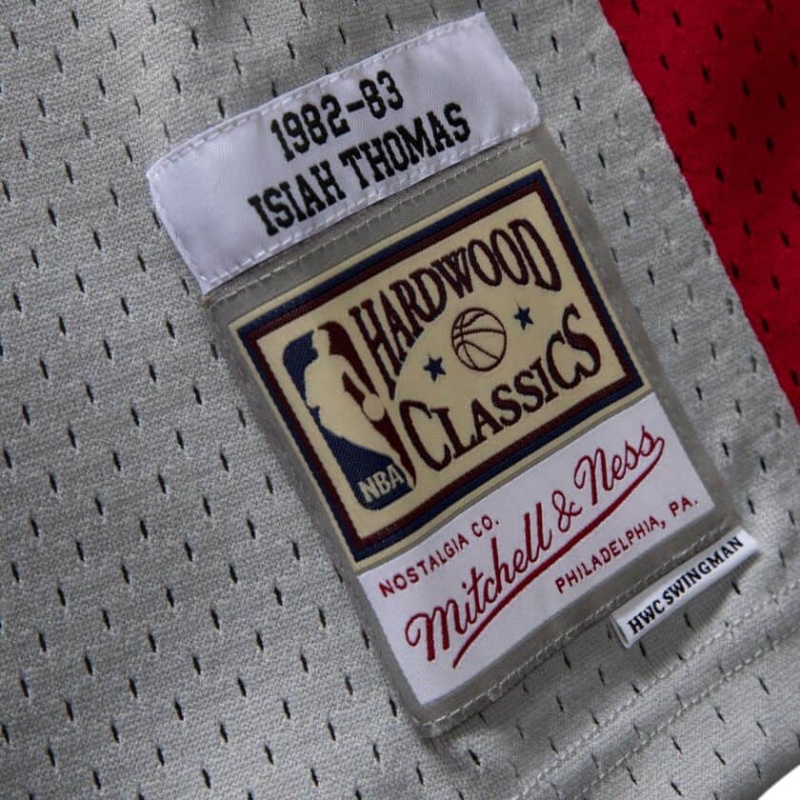 1982-83
ISIAH THOMAS
HARDWOOD
CLASSICS
NBA
NOSTALGIA CO.
Mitchell & Ness
PHILADELPHIA, PA.
HWC SWINGMAN